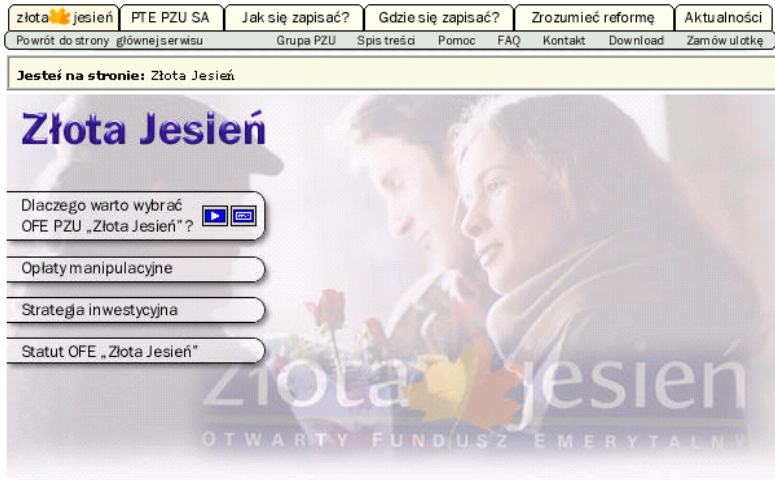 złota jesień PTE PZU SA Jak się zapisać? Gdzie się zapisać? Zrozumieć reformę Aktualności
Powrót do strony głównej serwisu Grupa PZU Spis treści Pomoc FAQ Kontakt Download Zamów ulotkę
Jesteś na stronie: Złota Jesień
Złota Jesień
Dlaczego warto wybrać
OFE PZU „Złota Jesień"?
Opłaty manipulacyjne
Strategia inwestycyjna
Statut OFE „Złota Jesień"
Złota jesień
OTWARTY FUNDUSZ EMERYTALNY